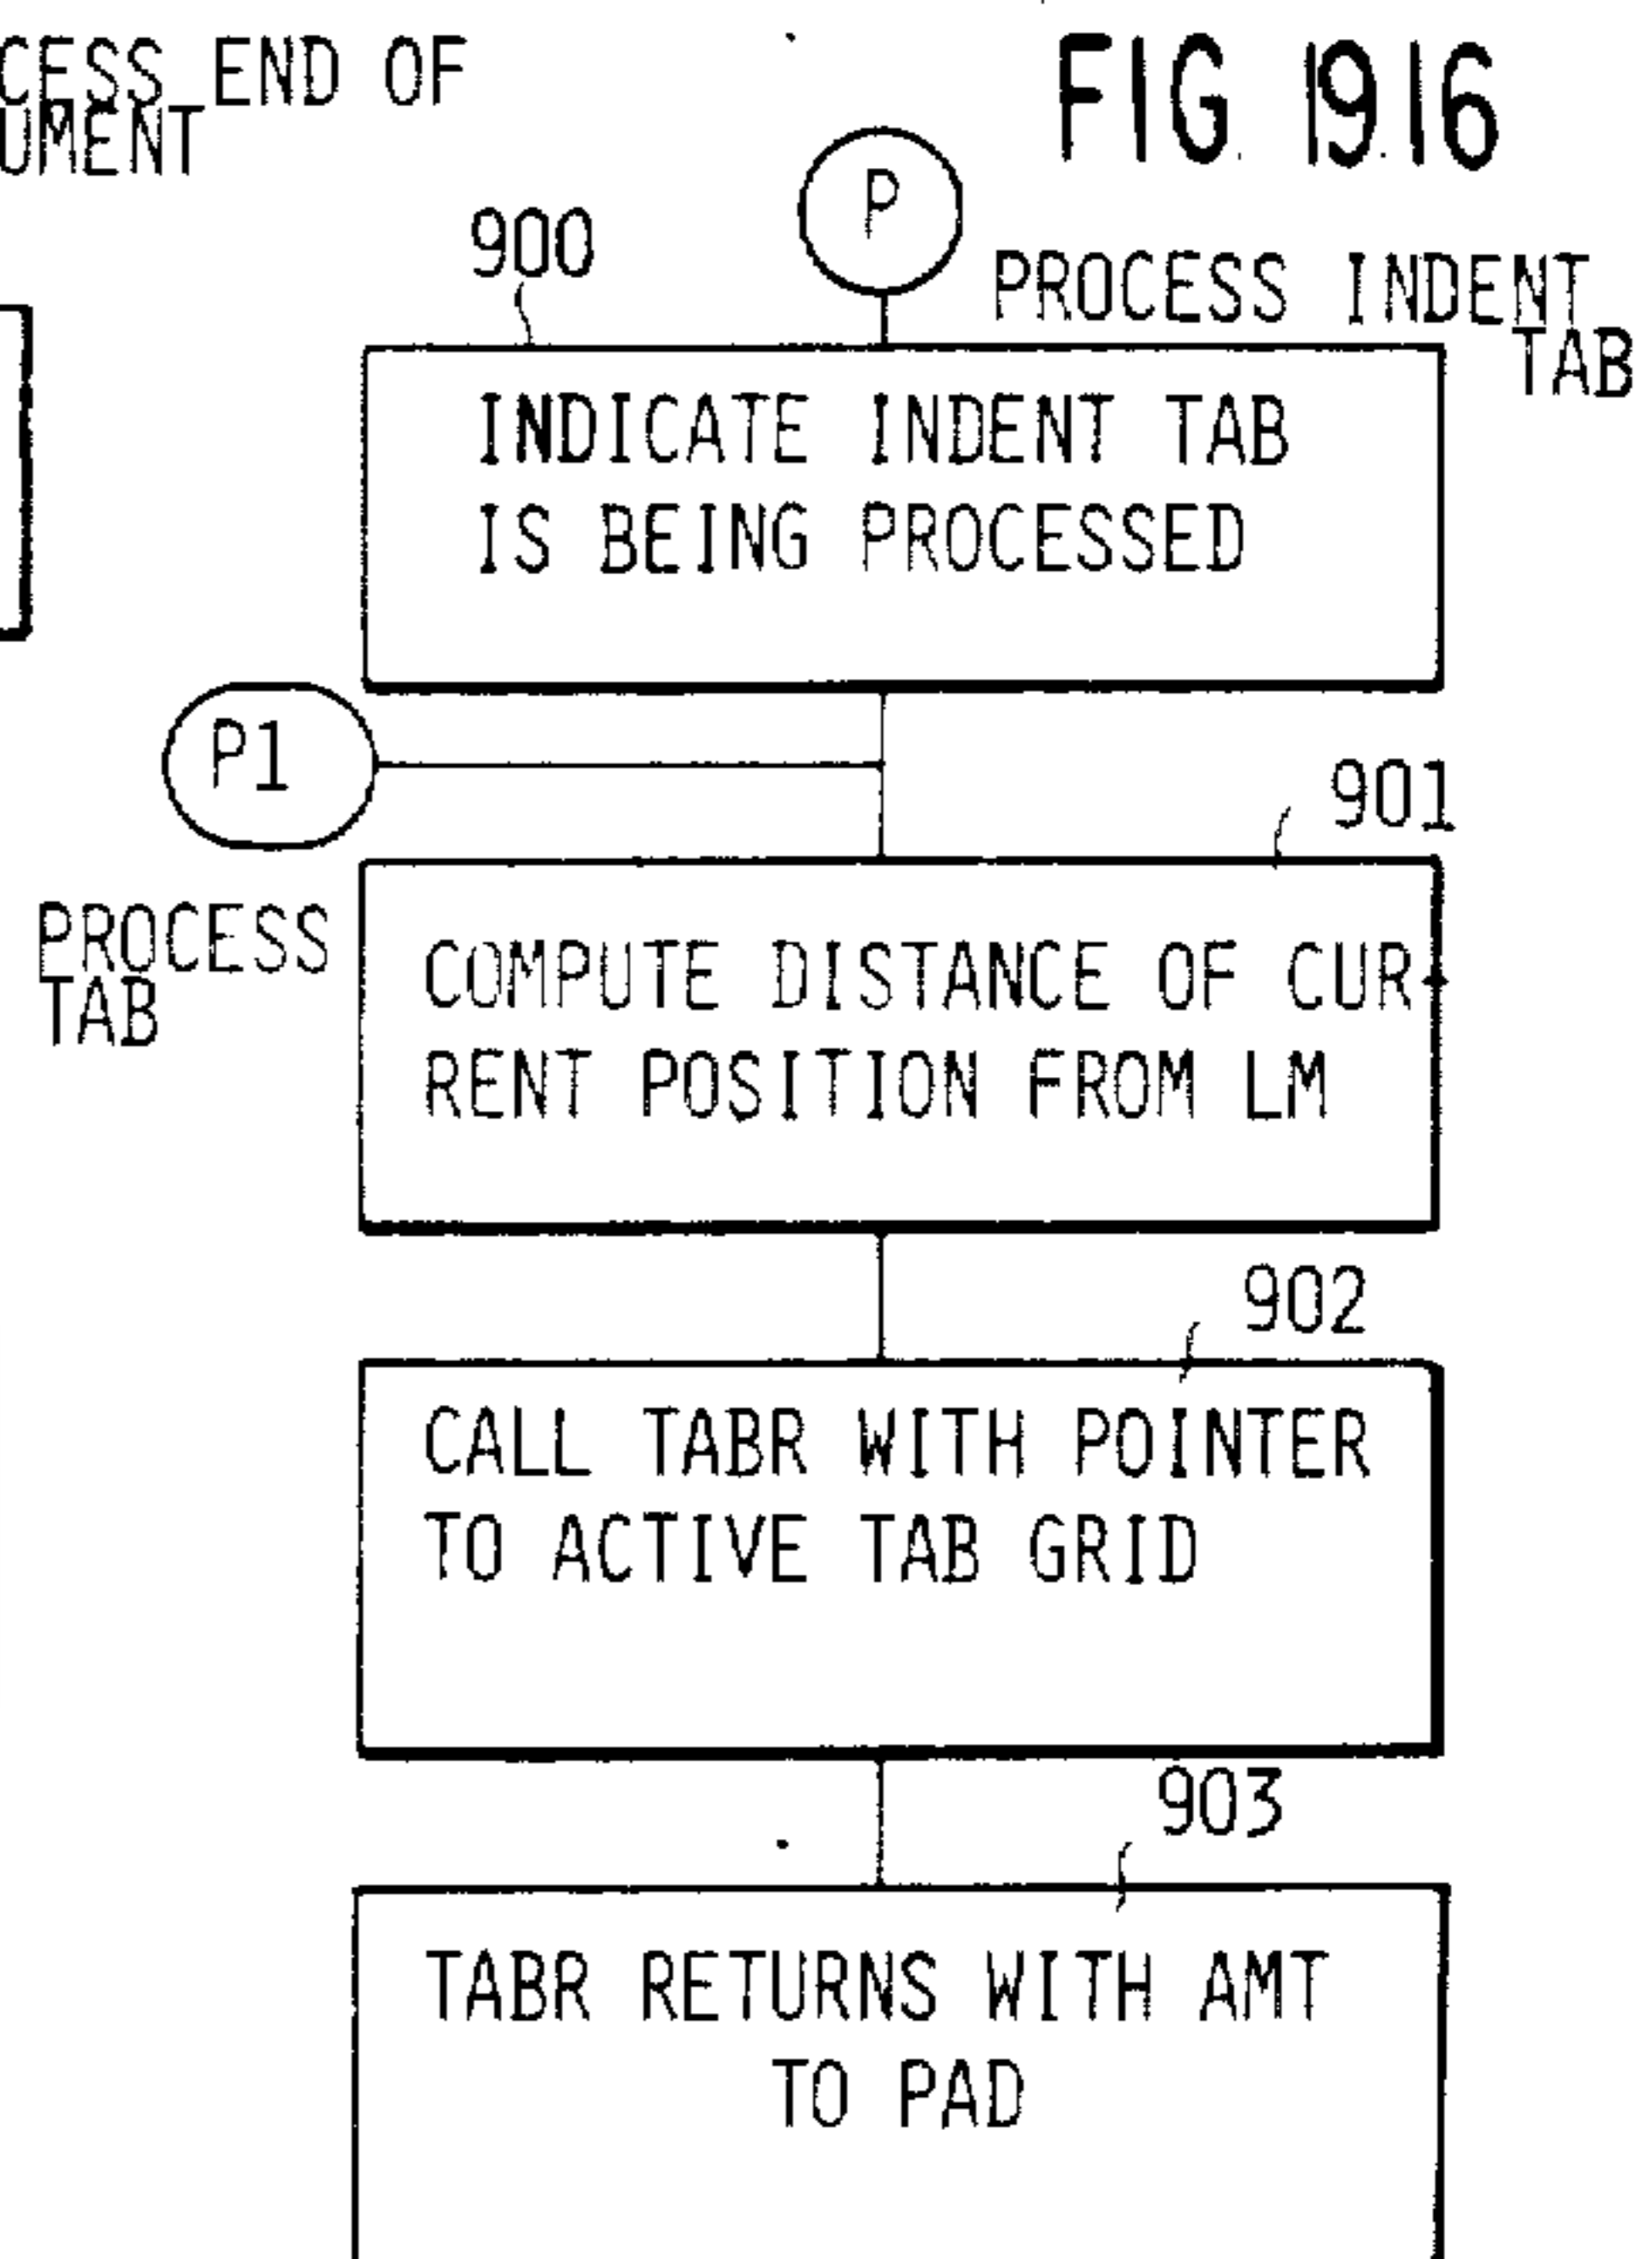 END OF
FIG. 19.16
P
900
PROCESS INDENT
TAB
INDICATE INDENT TAB
IS BEING PROCESSED
P1
901
PROCESS
TAB
COMPUTE DISTANCE OF CUR-
RENT POSITION FROM LM
902
CALL TABR WITH POINTER
TO ACTIVE TAB GRID
903
TABR RETURNS WITH AMT
TO PAD